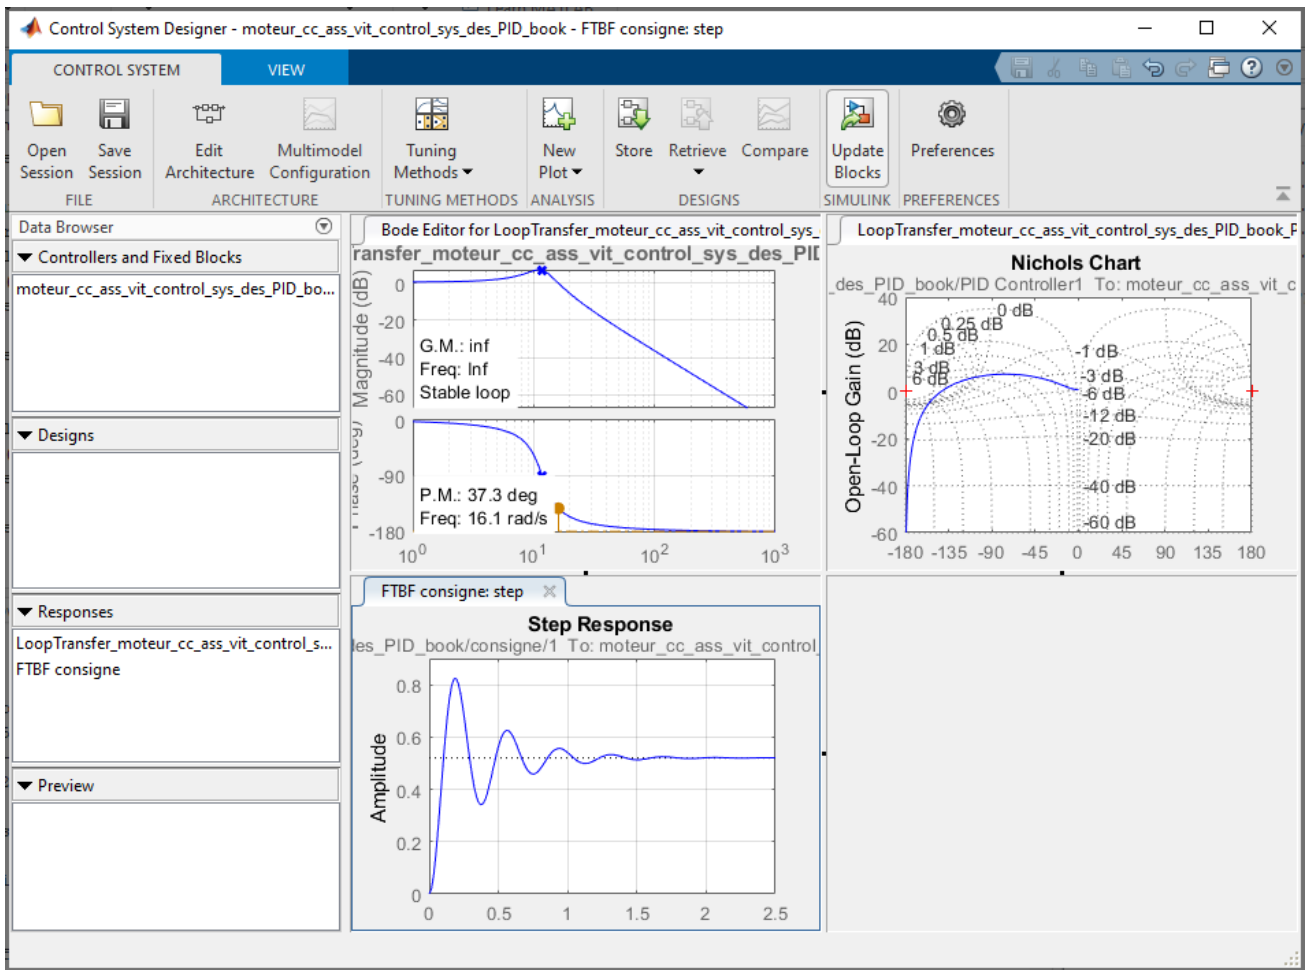 Control System Designer - moteur_cc_ass_vit_control_sys_des_PID_book - FTBF consigne: step
CONTROL SYSTEM
VIEW
Open Session
Save Session
Edit Architecture
Multimodel Configuration
Tuning Methods
New Plot
Store
Retrieve
Compare
Update Blocks
Preferences
FILE
ARCHITECTURE
TUNING METHODS
ANALYSIS
DESIGNS
SIMULINK
PREFERENCES
Data Browser
Controllers and Fixed Blocks
moteur_cc_ass_vit_control_sys_des_PID_bo...
Designs
Responses
LoopTransfer_moteur_cc_ass_vit_control_s...
FTBF consigne
Preview
Bode Editor for LoopTransfer_moteur_cc_ass_vit_control_sys_
ransfer_moteur_cc_ass_vit_control_sys_des_PID
Magnitude (dB)
0
-20
-40
-60
G.M.: inf
Freq: Inf
Stable loop
0
-90
-180
P.M.: 37.3 deg
Freq: 16.1 rad/s
10^0 10^1 10^2 10^3
LoopTransfer_moteur_cc_ass_vit_control_sys_des_PID_book_P
Nichols Chart
_des_PID_book/PID Controller1 To: moteur_cc_ass_vit_c
Open-Loop Gain (dB)
40
20
0
-20
-40
-60
0 dB
0.25 dB
0.5 dB
1 dB
3 dB
6 dB
-1 dB
-3 dB
-6 dB
-12 dB
-20 dB
-40 dB
-60 dB
-180 -135 -90 -45 0 45 90 135 180
FTBF consigne: step
Step Response
des_PID_book/consigne/1 To: moteur_cc_ass_vit_control_
Amplitude
0.8
0.6
0.4
0.2
0
0 0.5 1 1.5 2 2.5